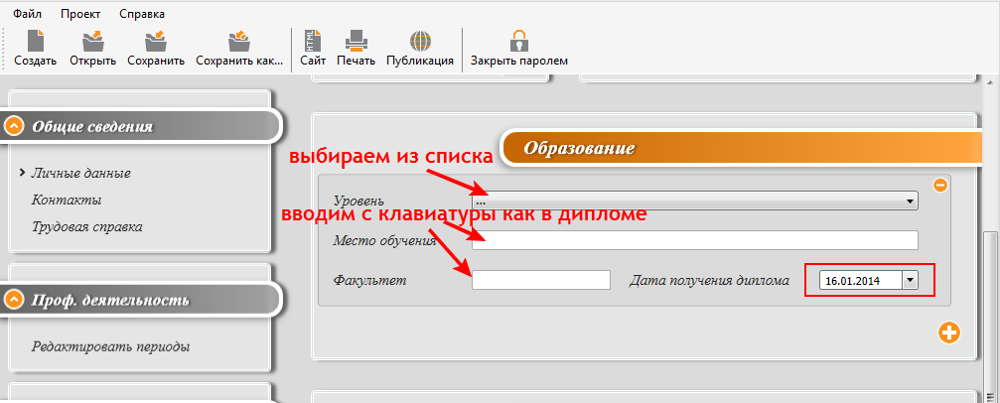 Файл Проект Справка
Создать Открыть Сохранить Сохранить как... Сайт Печать Публикация Закрыть паролем
HTML
Общие сведения
Личные данные
Контакты
Трудовая справка
Проф. деятельность
Редактировать периоды
Образование
выбираем из списка
Уровень ...
вводим с клавиатуры как в дипломе
Место обучения
Факультет Дата получения диплома 16.01.2014